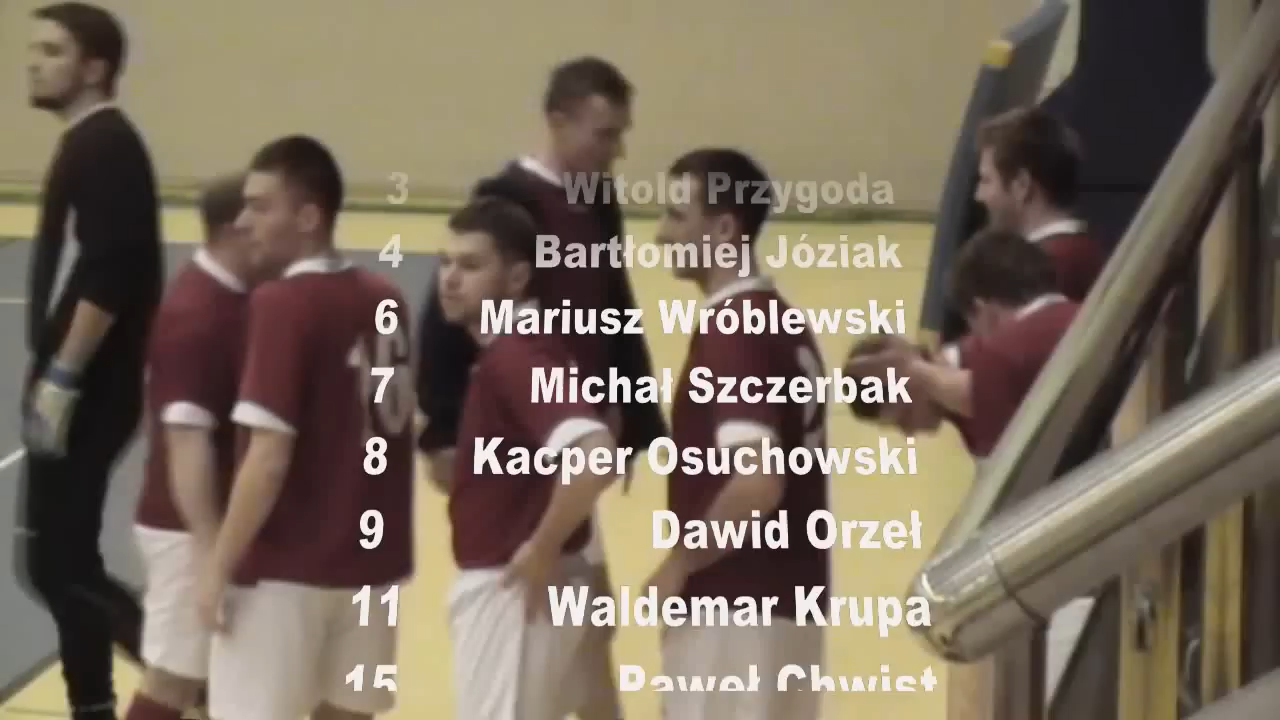 3 Witold Przygoda
4 Bartłomiej Józiak
6 Mariusz Wróblewski
7 Michał Szczerbak
8 Kacper Osuchowski
9 Dawid Orzeł
11 Waldemar Krupa
15 Paweł Chwist
16